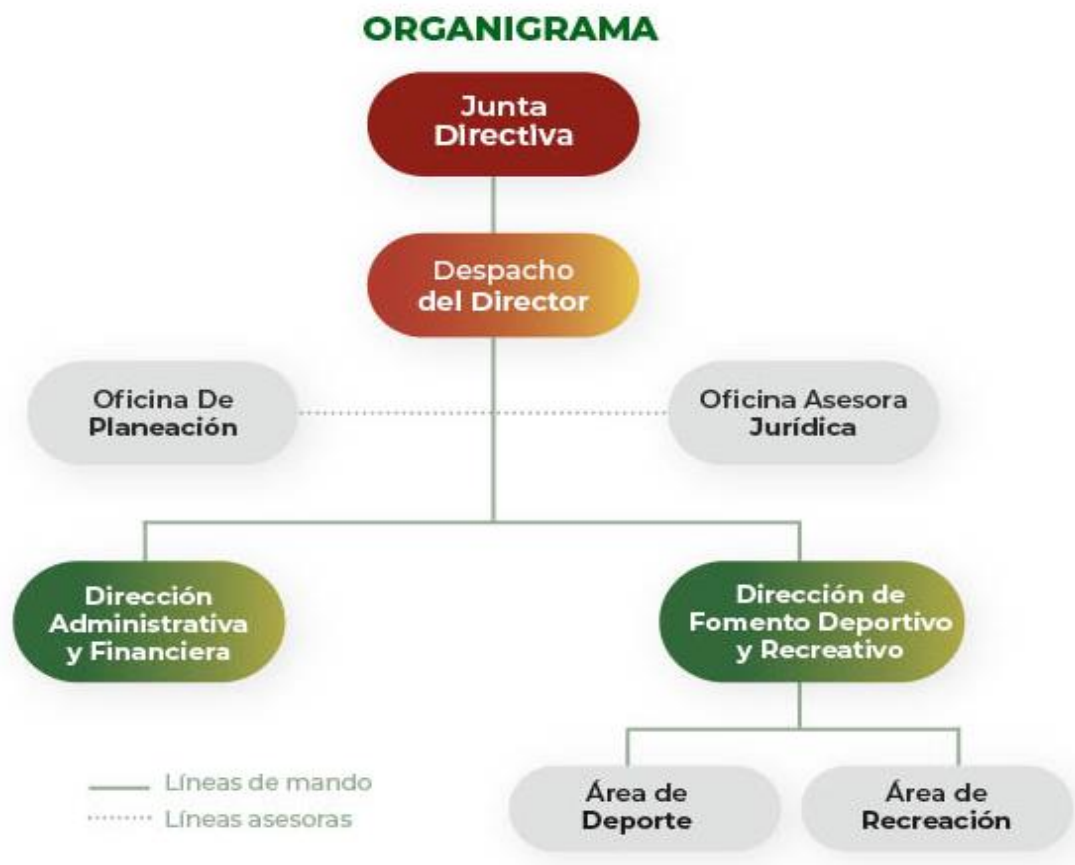 ORGANIGRAMA
Junta
Directiva
Despacho
del Director
Oficina De
Planeación
Oficina Asesora
Jurídica
Dirección
Administrativa
y Financiera
Dirección de
Fomento Deportivo
y Recreativo
Líneas de mando
Líneas asesoras
Área de
Deporte
Área de
Recreación